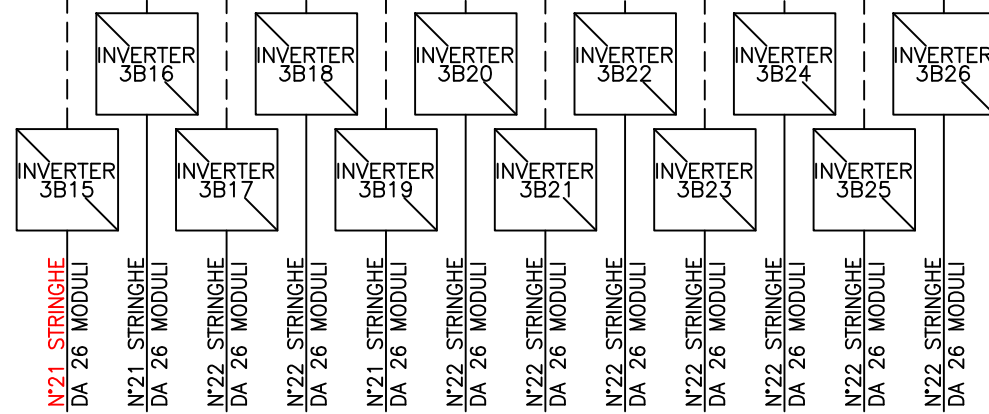 INVERTER
3B16
INVERTER
3B18
INVERTER
3B20
INVERTER
3B22
INVERTER
3B24
INVERTER
3B26
INVERTER
3B15
INVERTER
3B17
INVERTER
3B19
INVERTER
3B21
INVERTER
3B23
INVERTER
3B25
N°21 STRINGHE
DA 26 MODULI
N°21 STRINGHE
DA 26 MODULI
N°22 STRINGHE
DA 26 MODULI
N°22 STRINGHE
DA 26 MODULI
N°21 STRINGHE
DA 26 MODULI
N°22 STRINGHE
DA 26 MODULI
N°22 STRINGHE
DA 26 MODULI
N°22 STRINGHE
DA 26 MODULI
N°22 STRINGHE
DA 26 MODULI
N°22 STRINGHE
DA 26 MODULI
N°22 STRINGHE
DA 26 MODULI
N°22 STRINGHE
DA 26 MODULI